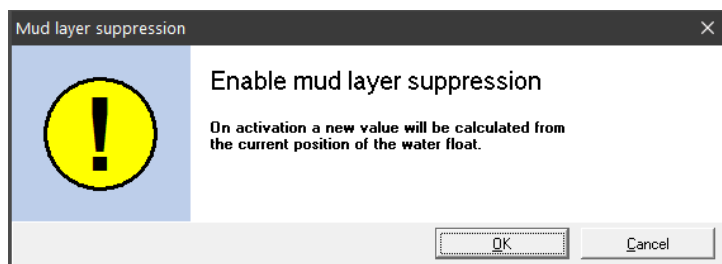 Mud layer suppression
Enable mud layer suppression
On activation a new value will be calculated from
the current position of the water float.
OK
Cancel